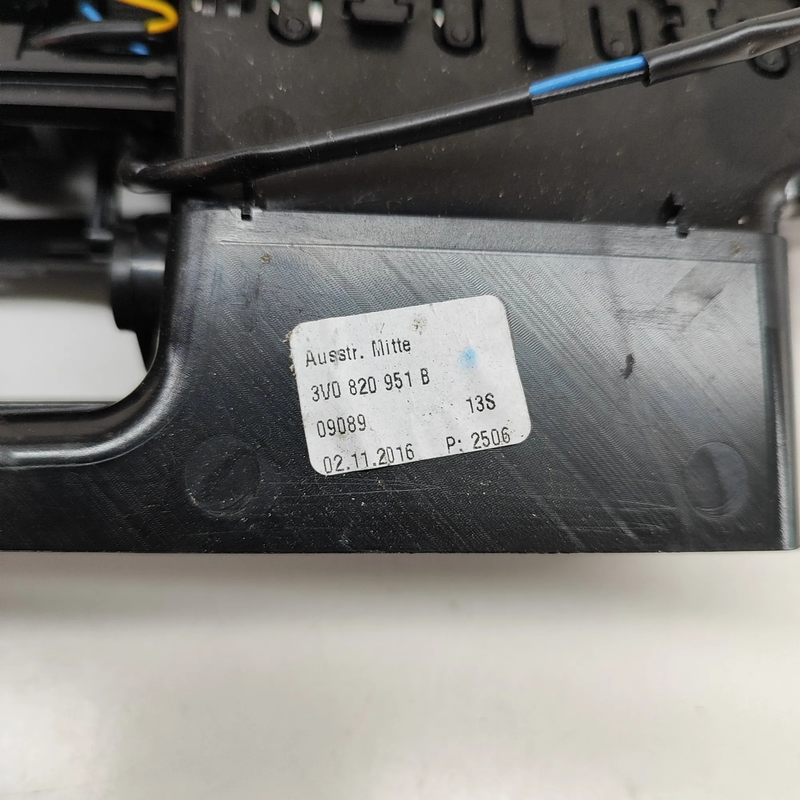 Ausstr. Mitte
3V0 820 951 B
09089 13S
02.11.2016 P: 2506